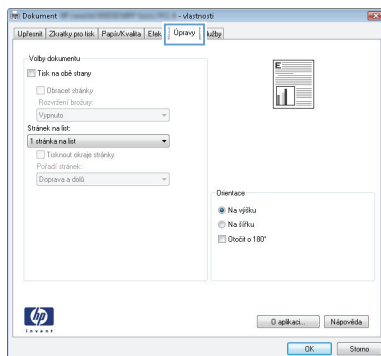 Dokument
- vlastnosti
Upřesnit
Zkratky pro tisk
Papír/Kvalita
Efek
Úpravy
lužby
Volby dokumentu
Tisk na obě strany
Obracet stránky
Rozvržení brožury:
Vypnuto
Stránek na list:
1 stránka na list
Tisknout okraje stránky
Pořadí stránek:
Doprava a dolů
E
Orientace
Na výšku
Na šířku
Otočit o 180°
hp
invent
O aplikaci...
Nápověda
OK
Storno